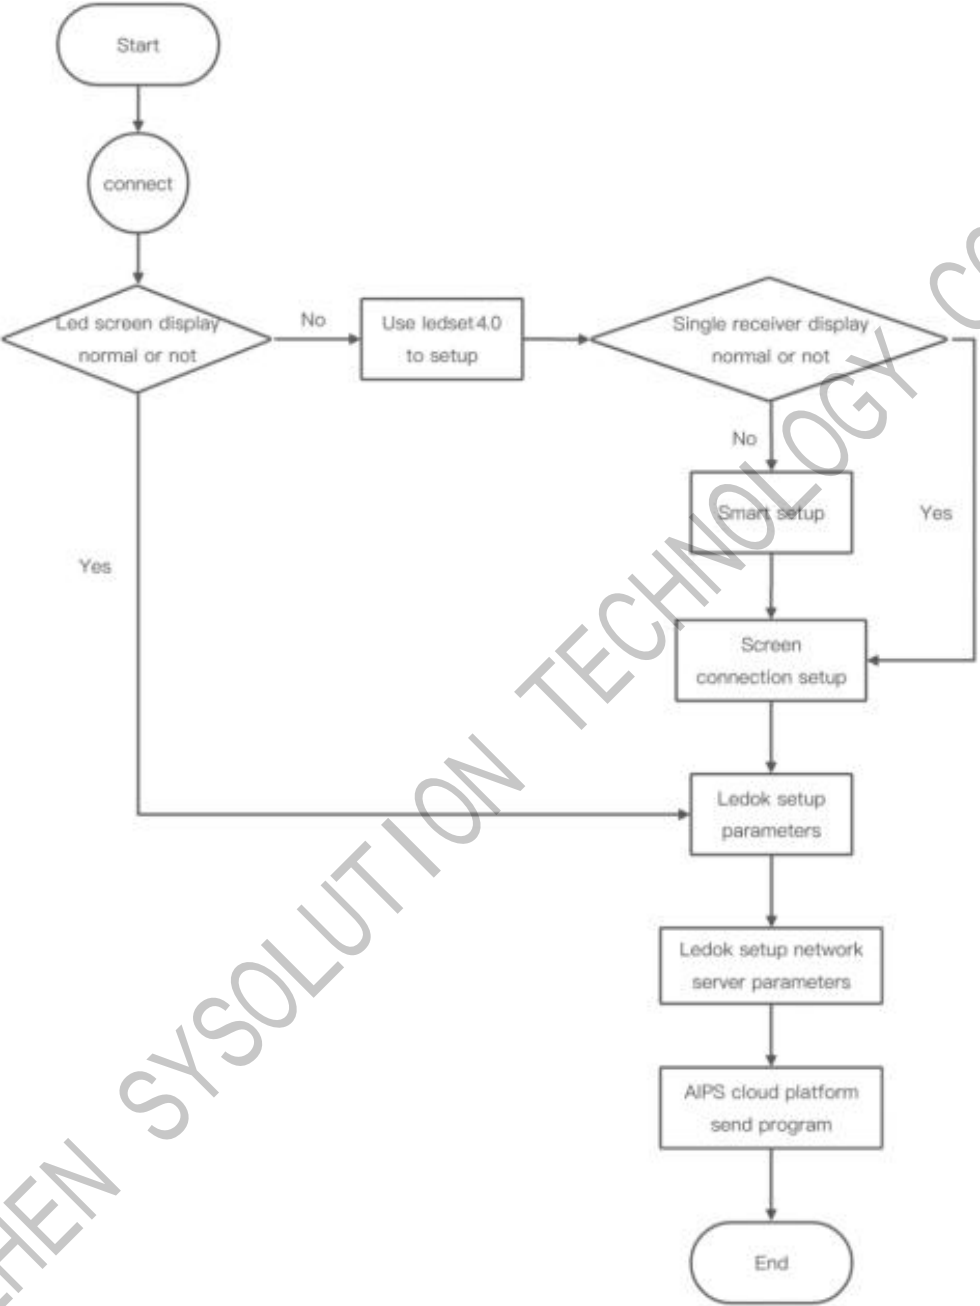 Start
connect
Led screen display
normal or not
No
Use ledset4.0
to setup
Single receiver display
normal or not
No
Smart setup
Yes
Yes
Screen
connection setup
Ledok setup
parameters
Ledok setup network
server parameters
AIPS cloud platform
send program
End
HEN SYSOLUTION TECHNOLOGY CO